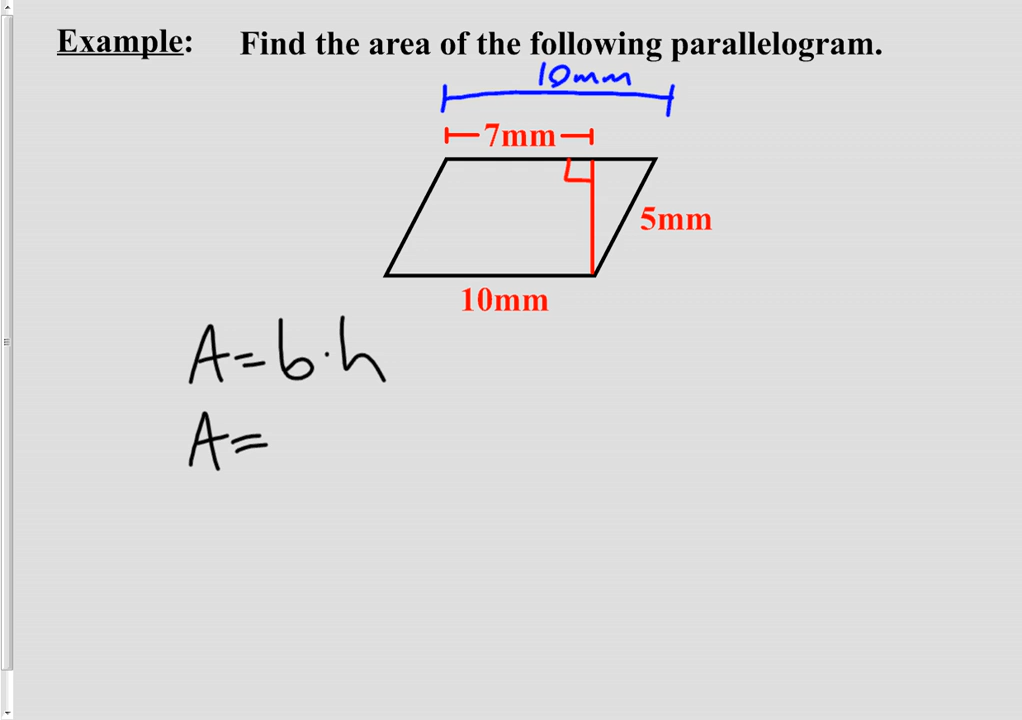 Example: Find the area of the following parallelogram.
10mm
7mm
5mm
10mm
A=b·h
A=